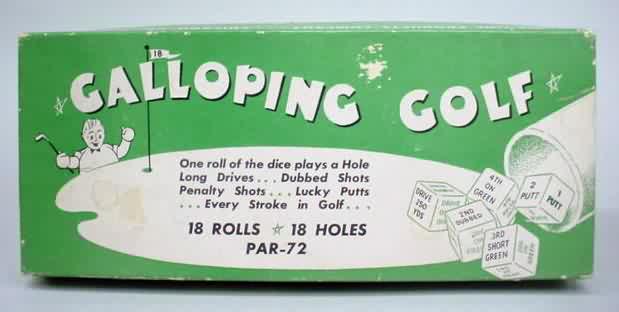 18
GALLOPING GOLF
One roll of the dice plays a Hole
Long Drives... Dubbed Shots
Penalty Shots... Lucky Putts
...Every Stroke in Golf...
18 ROLLS ☆ 18 HOLES
PAR-72
DRIVE
250
YDS
4TH
ON
GREEN
2
PUTT
1
PUTT
2ND
DUBBED
3RD
SHORT
GREEN